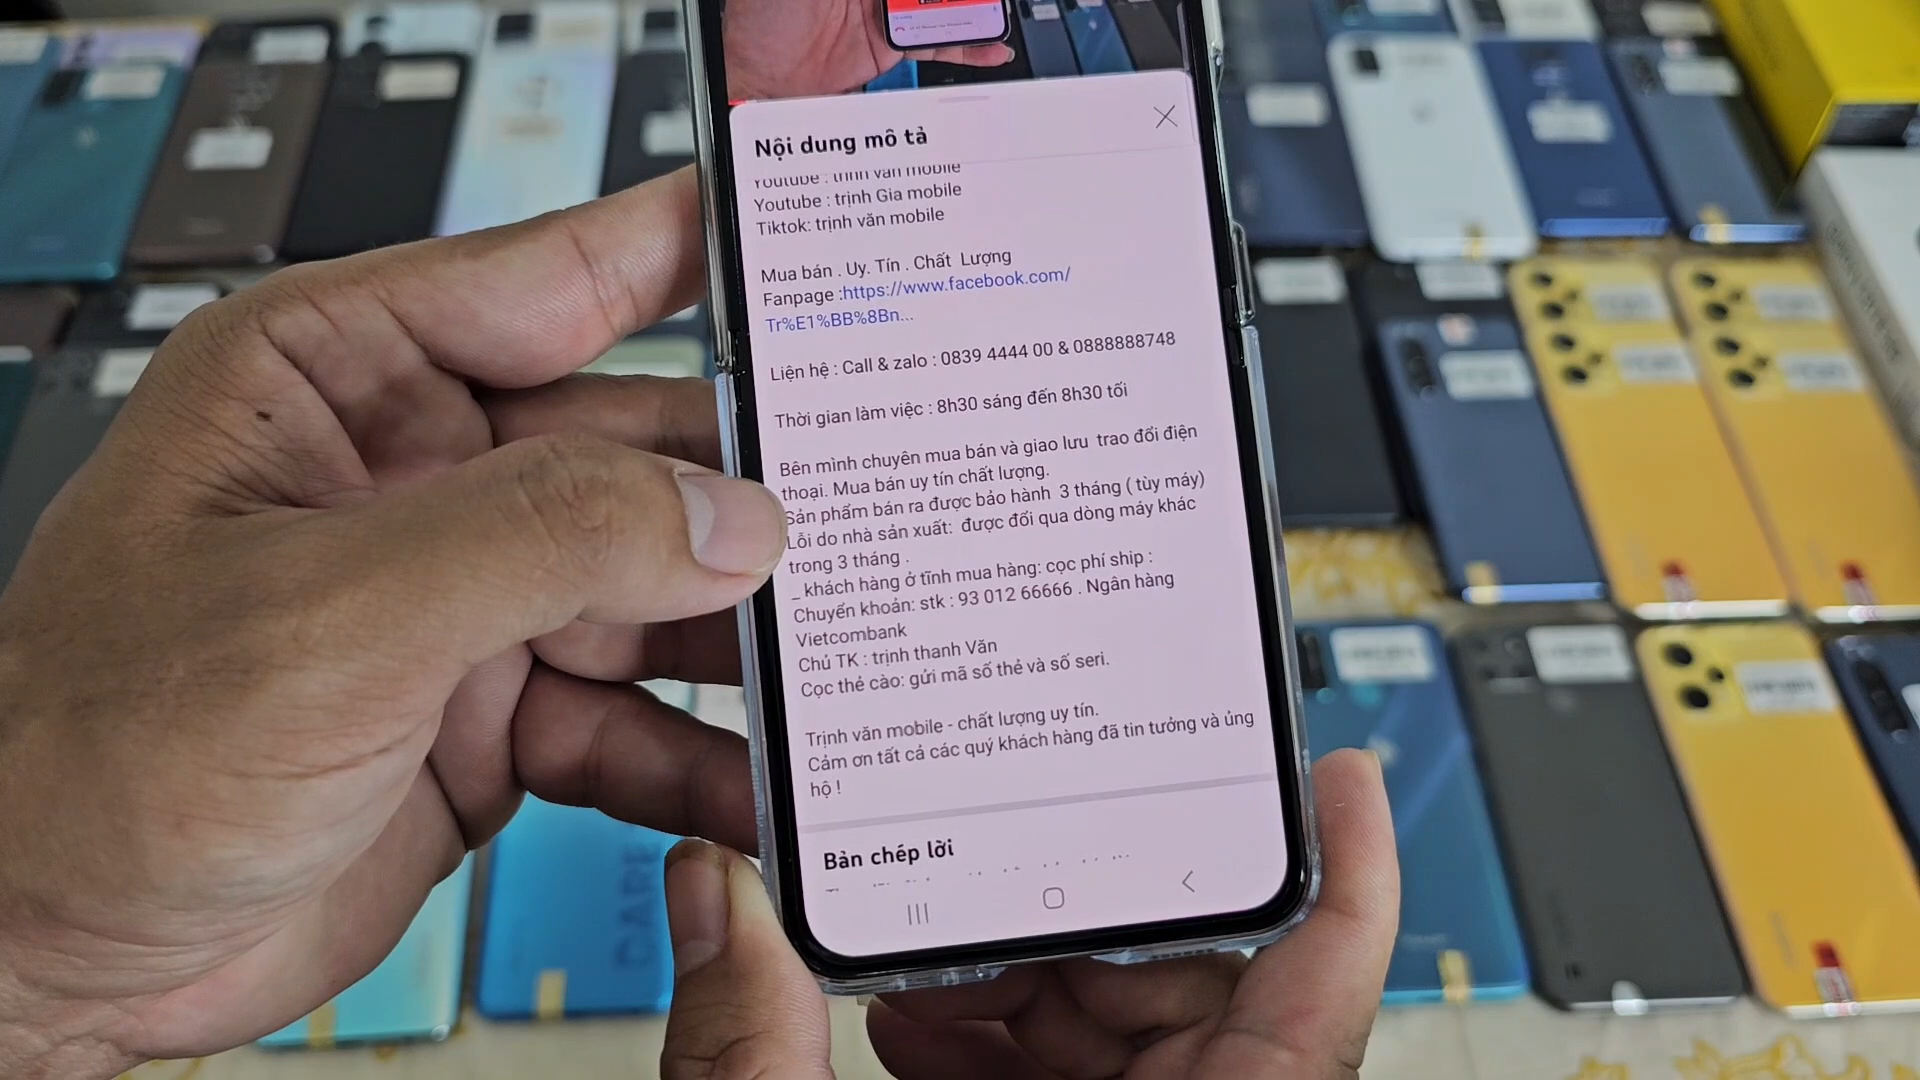 Nội dung mô tả
Youtube : trịnh văn mobile
Youtube : trịnh Gia mobile
Tiktok: trịnh văn mobile
Mua bán . Uy. Tín . Chất Lượng
Fanpage :https://www.facebook.com/
Tr%E1%BB%8Bn...
Liện hệ : Call & zalo : 0839 4444 00 & 0888888748
Thời gian làm việc : 8h30 sáng đến 8h30 tối
Bên mình chuyên mua bán và giao lưu trao đổi điện
thoại. Mua bán uy tín chất lượng.
Sản phẩm bán ra được bảo hành 3 tháng ( tùy máy)
Lỗi do nhà sản xuất: được đổi qua dòng máy khác
trong 3 tháng .
_ khách hàng ở tĩnh mua hàng: cọc phí ship :
Chuyển khoản: stk : 93 012 66666 . Ngân hàng
Vietcombank
Chủ TK : trịnh thanh Văn
Cọc thẻ cào: gửi mã số thẻ và số seri.
Trịnh văn mobile - chất lượng uy tín.
Cảm ơn tất cả các quý khách hàng đã tin tưởng và ủng
hộ !
Bản chép lời